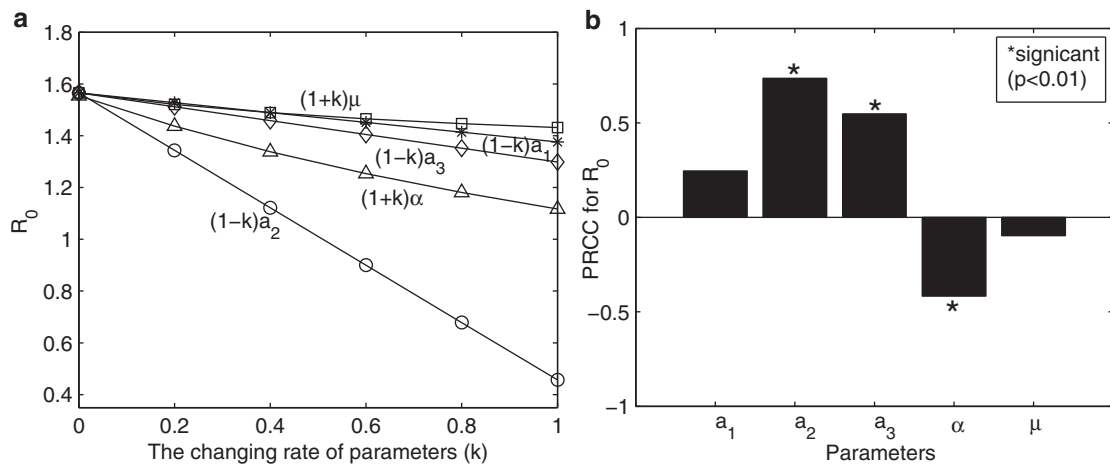 a
1.8
1.6
1.4
1.2
1
0.8
0.6
0.4
R0
(1+k)μ
(1−k)a1
(1−k)a3
(1+k)α
(1−k)a2
0 0.2 0.4 0.6 0.8 1
The changing rate of parameters (k)
b
1
0.5
0
−0.5
−1
PRCC for R0
*signicant
(p<0.01)
*
*
*
a1 a2 a3 α μ
Parameters